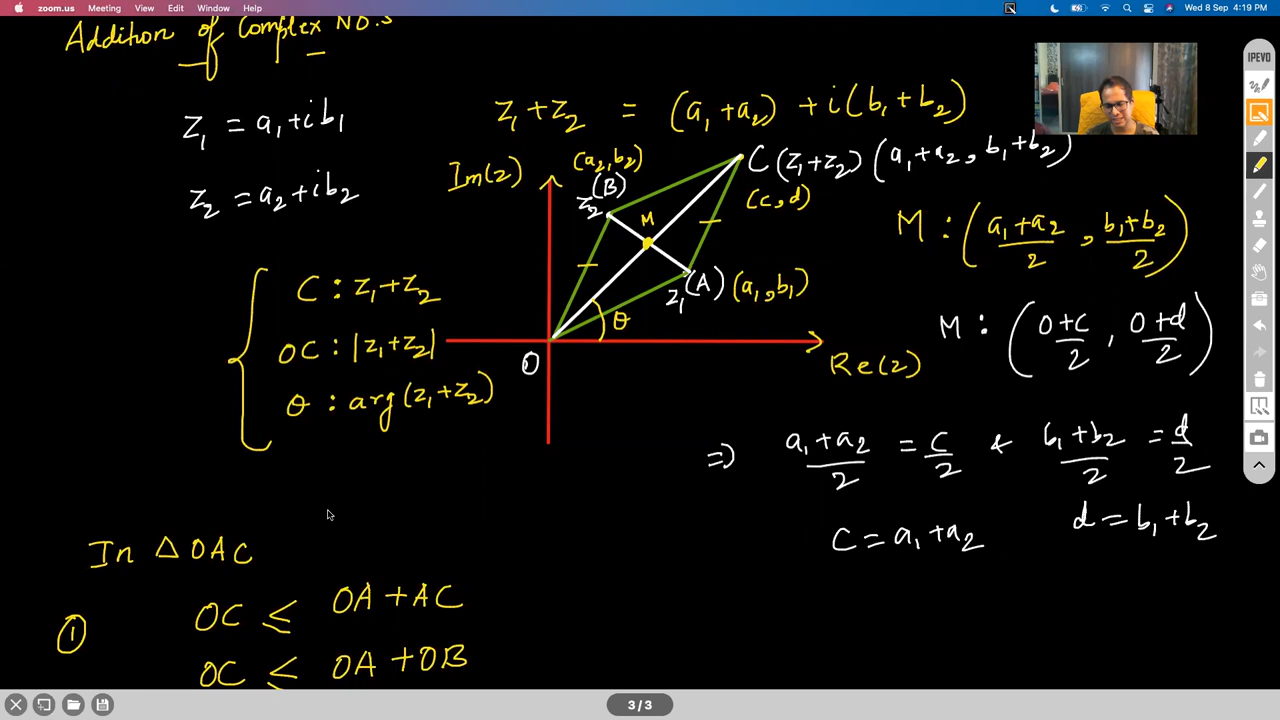 zoom.us Meeting View Edit Window Help Wed 8 Sep 4:19 PM
Addition of Complex NO.s
IPEVO
z₁ = a₁+ib₁
z₂ = a₂+ib₂
z₁+z₂ = (a₁+a₂) + i(b₁+b₂)
Im(z)
(a₂,b₂)
z₂(B)
C(z₁+z₂)(a₁+a₂, b₁+b₂)
(c,d)
M
z₁(A)(a₁,b₁)
θ
O
Re(z)
C : z₁+z₂
OC : |z₁+z₂|
θ : arg(z₁+z₂)
M : ((a₁+a₂)/2, (b₁+b₂)/2)
M : ((0+c)/2, (0+d)/2)
⇒ (a₁+a₂)/2 = c/2 & (b₁+b₂)/2 = d/2
c = a₁+a₂ d = b₁+b₂
In △OAC
① OC ≤ OA+AC
OC ≤ OA+OB
3/3